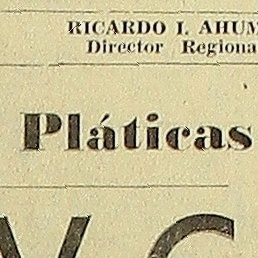 RICARDO I. AHUM
Director Regiona
Pláticas
V C